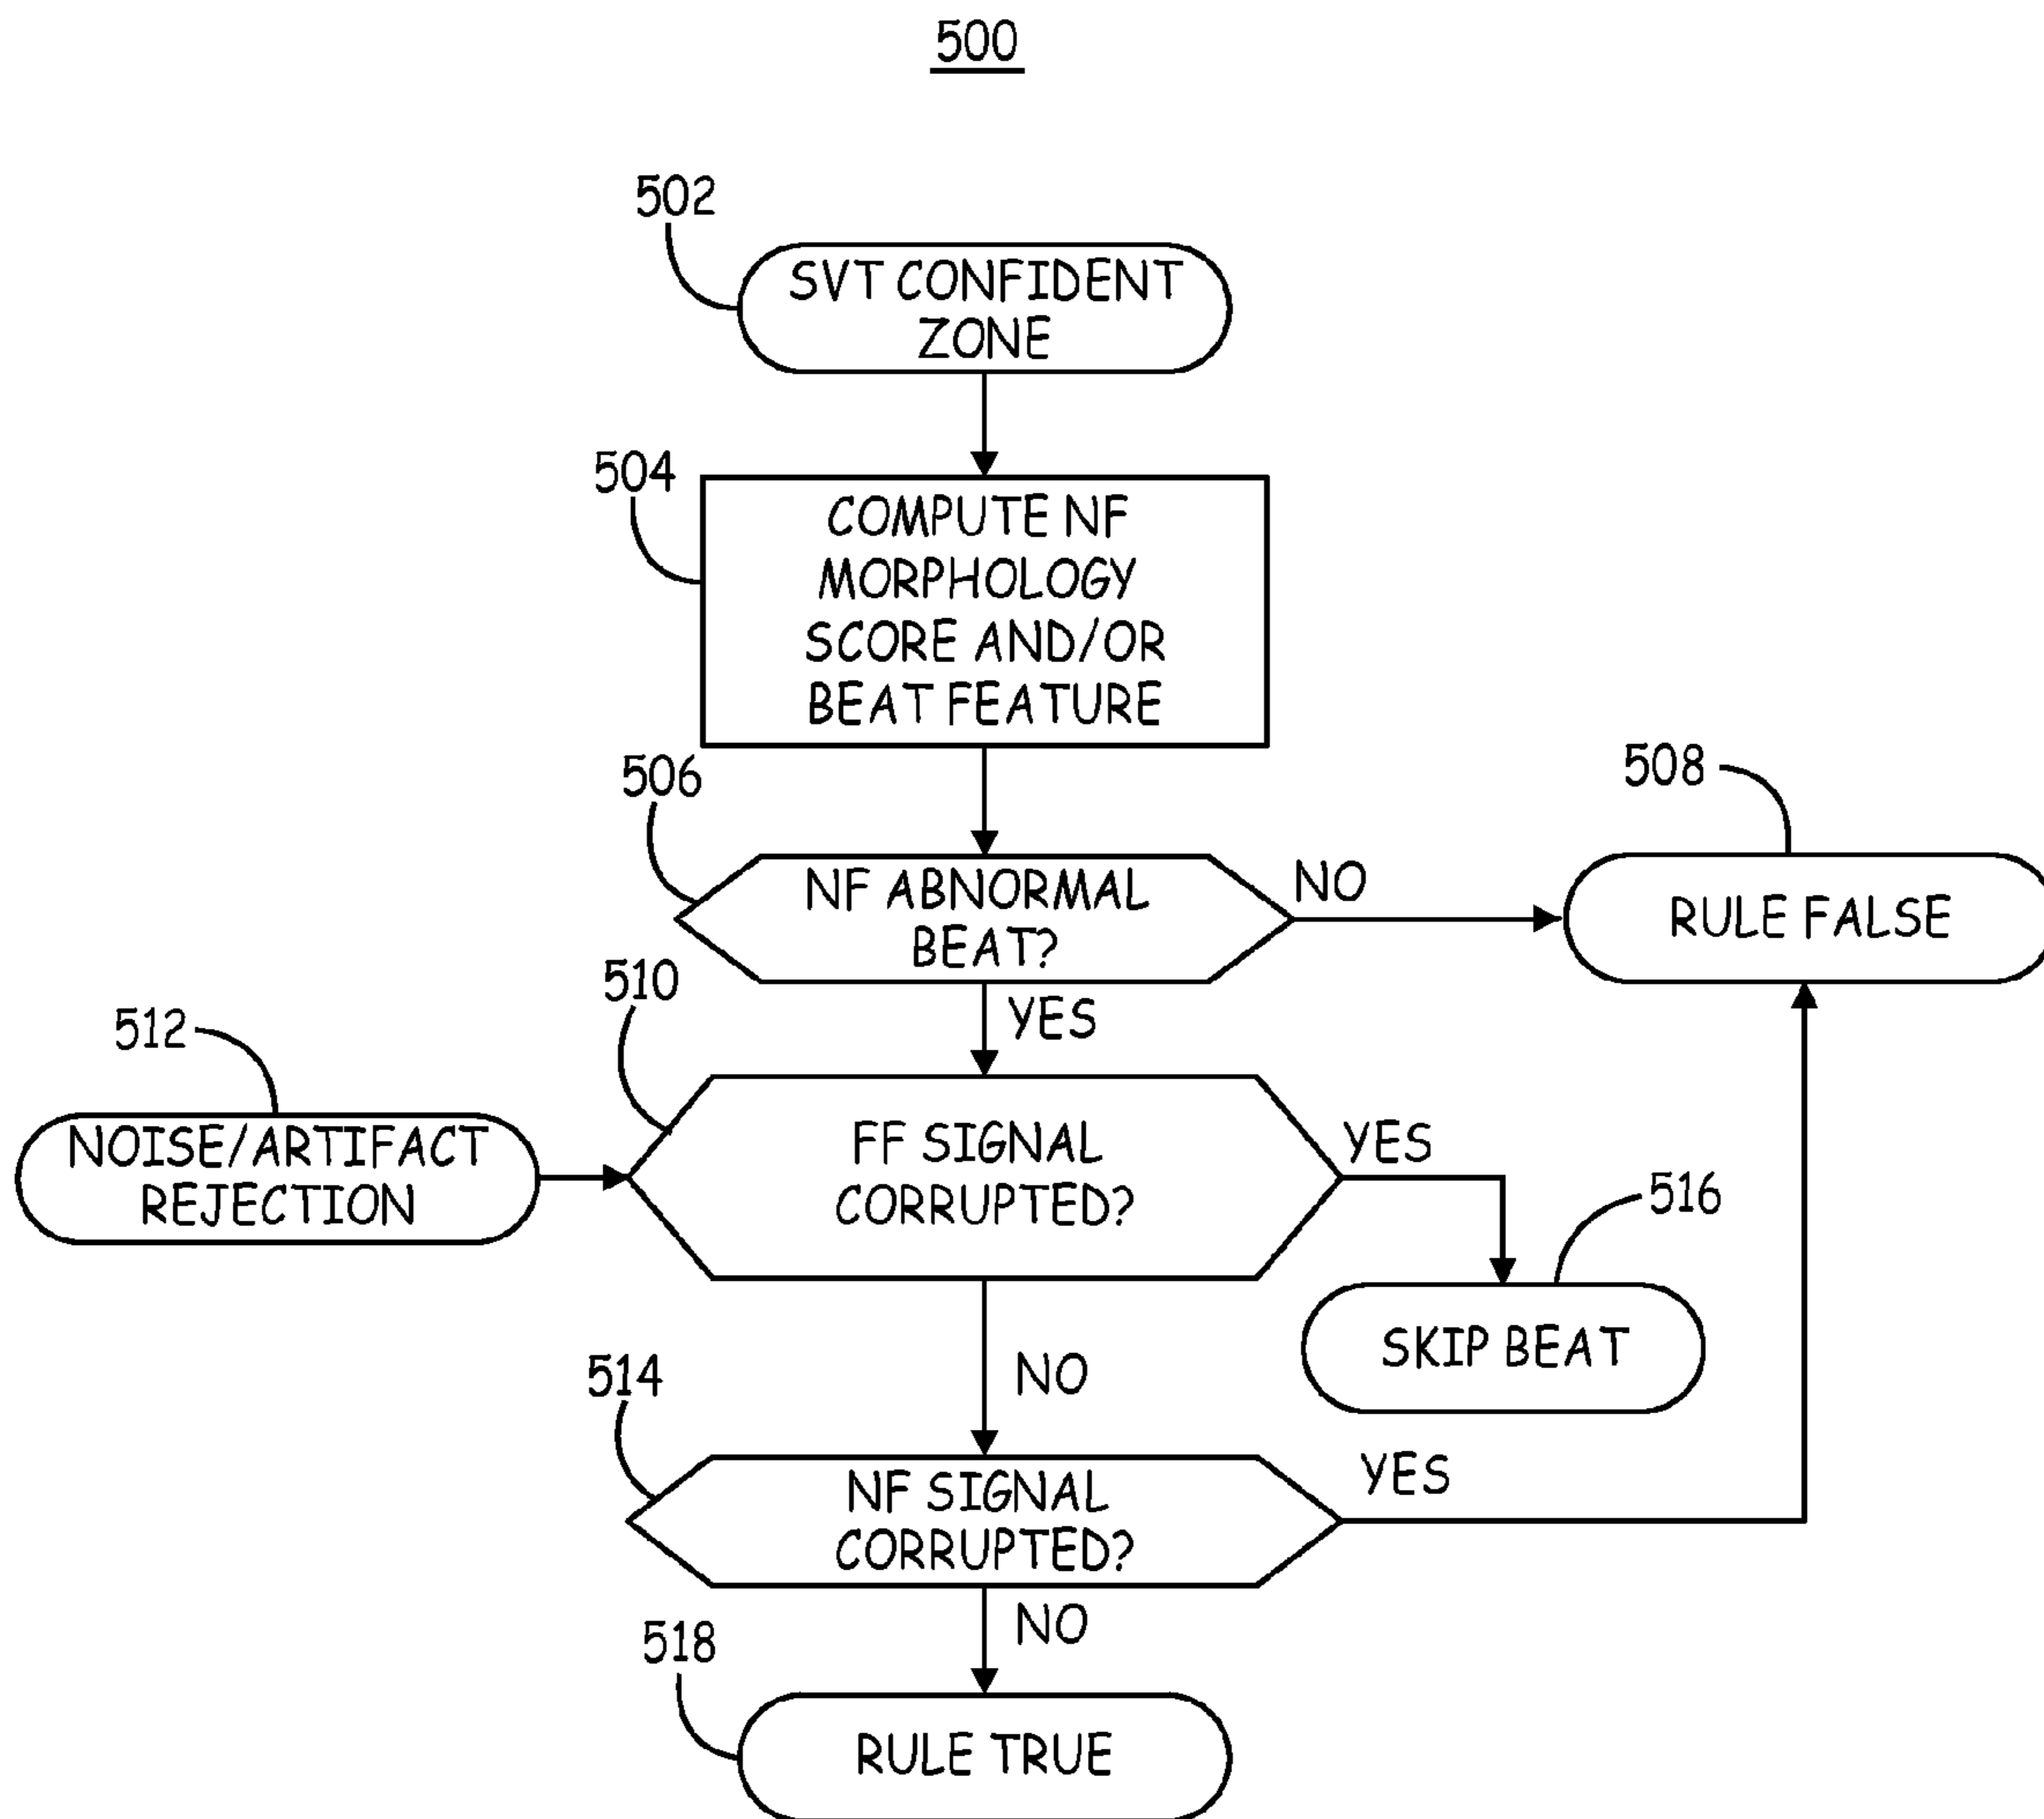 500
502
SVT CONFIDENT
ZONE
504
COMPUTE NF
MORPHOLOGY
SCORE AND/OR
BEAT FEATURE
506
NF ABNORMAL
BEAT?
NO
508
RULE FALSE
YES
510
512
NOISE/ARTIFACT
REJECTION
FF SIGNAL
CORRUPTED?
YES
516
SKIP BEAT
NO
514
NF SIGNAL
CORRUPTED?
YES
NO
518
RULE TRUE